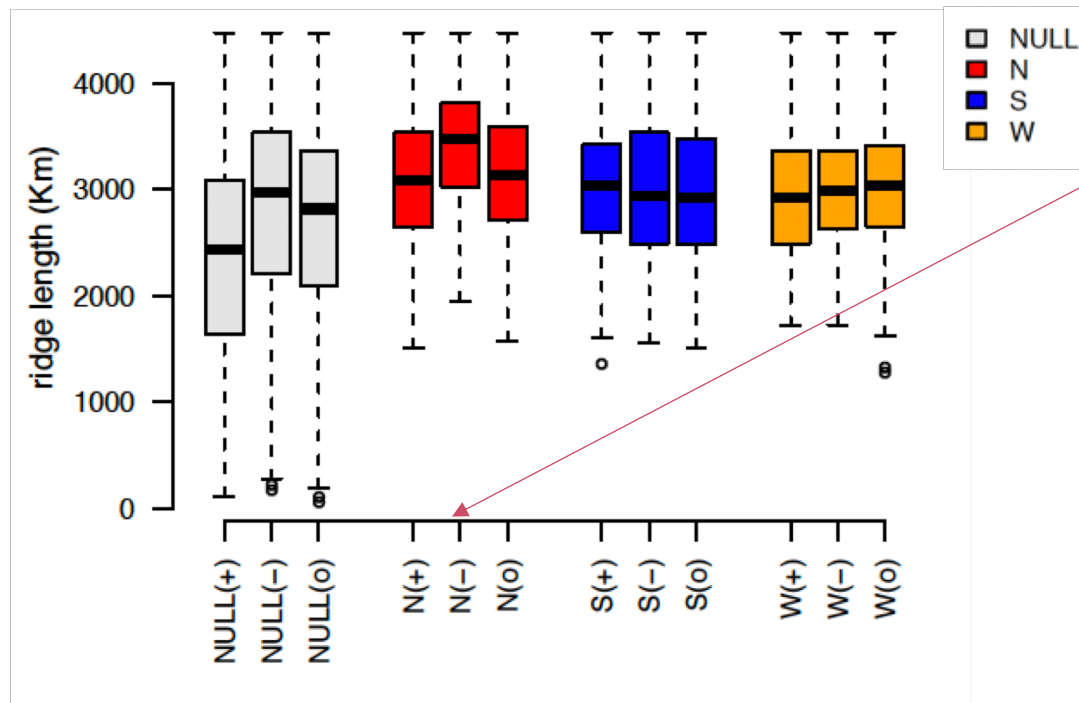 NULL
N
S
W
ridge length (Km)
4000
3000
2000
1000
0
NULL(+)
NULL(−)
NULL(o)
N(+)
N(−)
N(o)
S(+)
S(−)
S(o)
W(+)
W(−)
W(o)